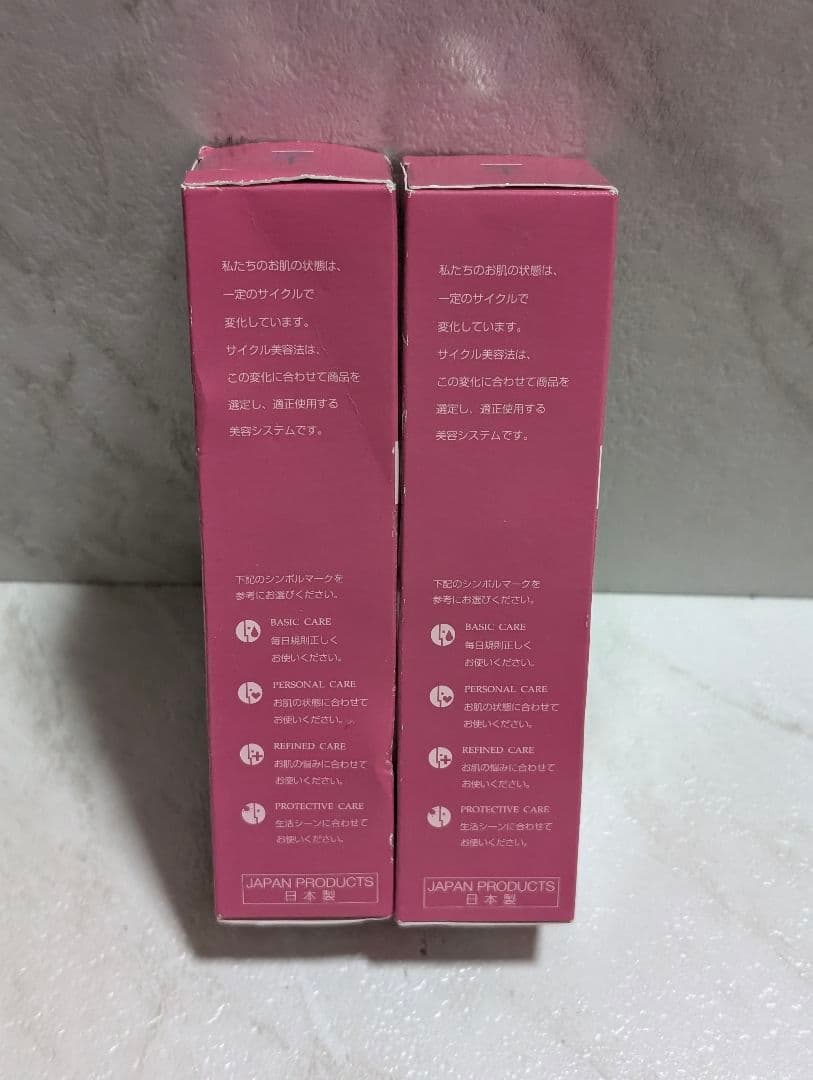 私たちのお肌の状態は、
一定のサイクルで
変化しています。
サイクル美容法は、
この変化に合わせて商品を
選定し、適正使用する
美容システムです。
下記のシンボルマークを
参考にお選びください。
BASIC CARE
毎日規則正しく
お使いください。
PERSONAL CARE
お肌の状態に合わせて
お使いください。
REFINED CARE
お肌の悩みに合わせて
お使いください。
PROTECTIVE CARE
生活シーンに合わせて
お使いください。
JAPAN PRODUCTS
日本製
私たちのお肌の状態は、
一定のサイクルで
変化しています。
サイクル美容法は、
この変化に合わせて商品を
選定し、適正使用する
美容システムです。
下記のシンボルマークを
参考にお選びください。
BASIC CARE
毎日規則正しく
お使いください。
PERSONAL CARE
お肌の状態に合わせて
お使いください。
REFINED CARE
お肌の悩みに合わせて
お使いください。
PROTECTIVE CARE
生活シーンに合わせて
お使いください。
JAPAN PRODUCTS
日本製